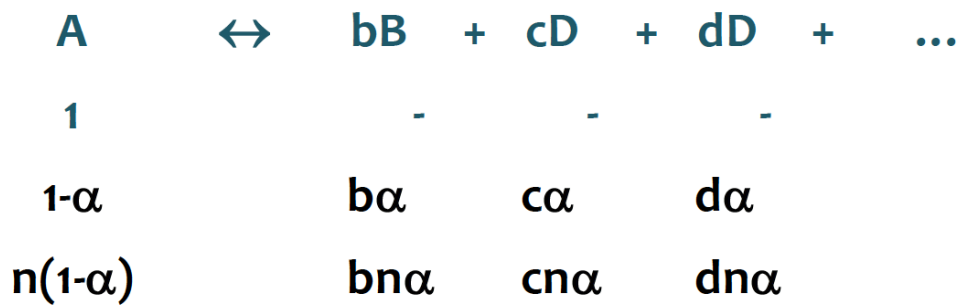 A ↔ bB + cD + dD + ...
1 - - -
1-α bα cα dα
n(1-α) bnα cnα dnα